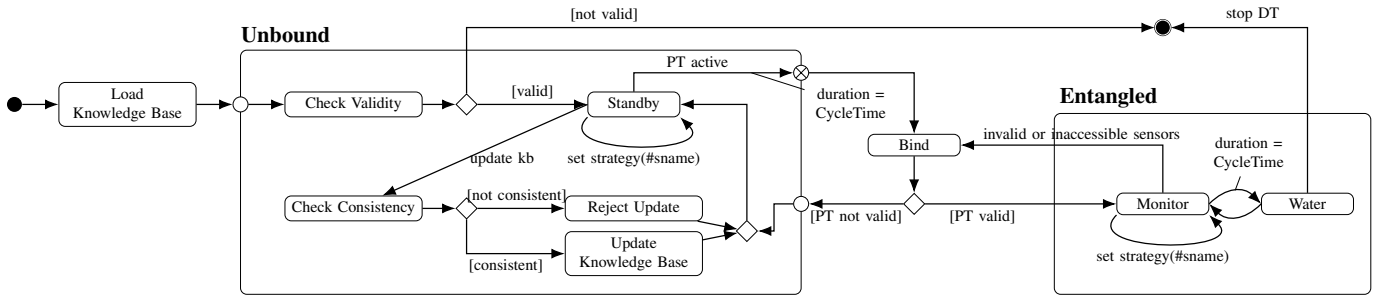 [not valid]
stop DT
Unbound
PT active
Load
Knowledge Base
Check Validity
[valid]
Standby
duration =
CycleTime
Entangled
set strategy(#sname)
update kb
Bind
invalid or inaccessible sensors
duration =
CycleTime
Check Consistency
[not consistent]
Reject Update
[PT not valid]
[PT valid]
Monitor
Water
Update
Knowledge Base
[consistent]
set strategy(#sname)